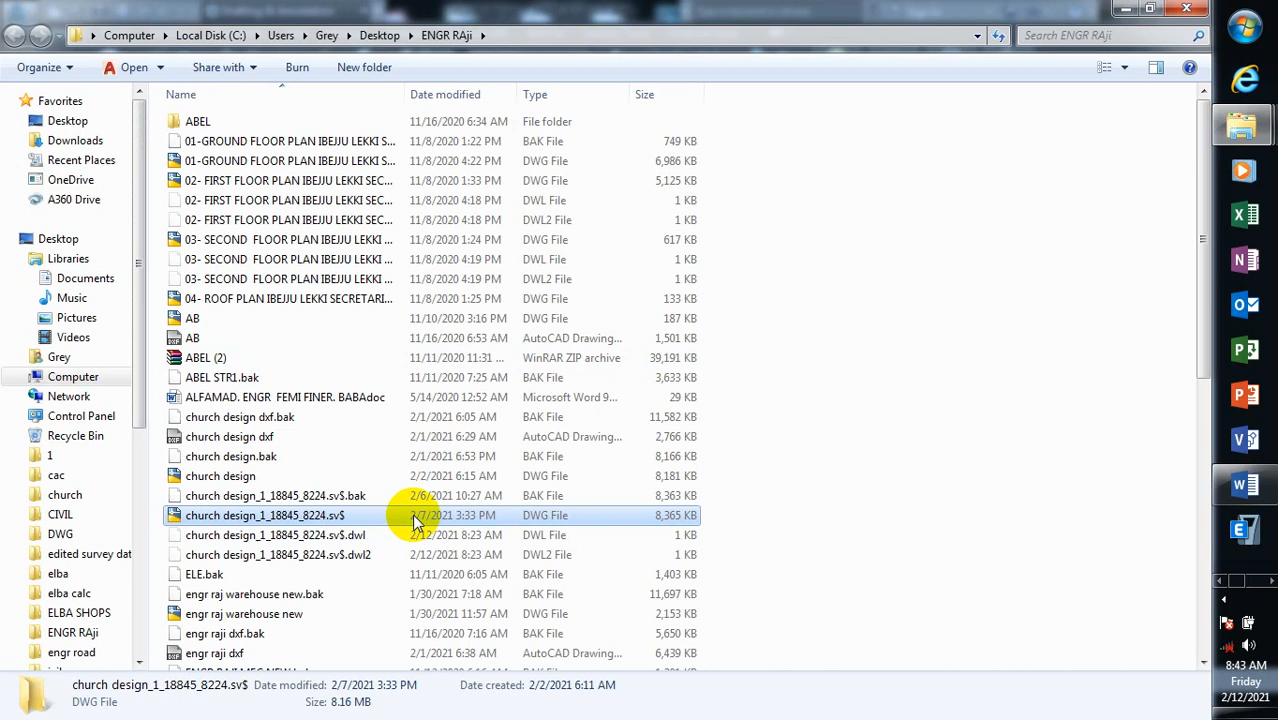 Computer ▸ Local Disk (C:) ▸ Users ▸ Grey ▸ Desktop ▸ ENGR RAji ▸
Search ENGR RAji
Organize Open Share with Burn New folder
Name Date modified Type Size
Favorites
Desktop
Downloads
Recent Places
OneDrive
A360 Drive
Desktop
Libraries
Documents
Music
Pictures
Videos
Grey
Computer
Network
Control Panel
Recycle Bin
1
cac
church
CIVIL
DWG
edited survey dat
elba
elba calc
ELBA SHOPS
ENGR RAji
engr road
ABEL 11/16/2020 6:34 AM File folder
01-GROUND FLOOR PLAN IBEJJU LEKKI S... 11/8/2020 1:22 PM BAK File 749 KB
01-GROUND FLOOR PLAN IBEJJU LEKKI S... 11/8/2020 4:22 PM DWG File 6,986 KB
02- FIRST FLOOR PLAN IBEJJU LEKKI SEC... 11/8/2020 1:33 PM DWG File 5,125 KB
02- FIRST FLOOR PLAN IBEJJU LEKKI SEC... 11/8/2020 4:18 PM DWL File 1 KB
02- FIRST FLOOR PLAN IBEJJU LEKKI SEC... 11/8/2020 4:18 PM DWL2 File 1 KB
03- SECOND  FLOOR PLAN IBEJJU LEKKI ... 11/8/2020 1:24 PM DWG File 617 KB
03- SECOND  FLOOR PLAN IBEJJU LEKKI ... 11/8/2020 4:19 PM DWL File 1 KB
03- SECOND  FLOOR PLAN IBEJJU LEKKI ... 11/8/2020 4:19 PM DWL2 File 1 KB
04- ROOF PLAN IBEJJU LEKKI SECRETARI... 11/8/2020 1:25 PM DWG File 133 KB
AB 11/10/2020 3:16 PM DWG File 187 KB
AB 11/16/2020 6:53 AM AutoCAD Drawing... 1,501 KB
ABEL (2) 11/11/2020 11:31 ... WinRAR ZIP archive 39,191 KB
ABEL STR1.bak 11/11/2020 7:25 AM BAK File 3,633 KB
ALFAMAD. ENGR  FEMI FINER. BABAdoc 5/14/2020 12:52 AM Microsoft Word 9... 29 KB
church design dxf.bak 2/1/2021 6:05 AM BAK File 11,582 KB
church design dxf 2/1/2021 6:29 AM AutoCAD Drawing... 2,766 KB
church design.bak 2/1/2021 6:53 PM BAK File 8,166 KB
church design 2/2/2021 6:15 AM DWG File 8,181 KB
church design_1_18845_8224.sv$.bak 2/6/2021 10:27 AM BAK File 8,363 KB
church design_1_18845_8224.sv$ 2/7/2021 3:33 PM DWG File 8,365 KB
church design_1_18845_8224.sv$.dwl 2/12/2021 8:23 AM DWL File 1 KB
church design_1_18845_8224.sv$.dwl2 2/12/2021 8:23 AM DWL2 File 1 KB
ELE.bak 11/11/2020 6:05 AM BAK File 1,403 KB
engr raj warehouse new.bak 1/30/2021 7:18 AM BAK File 11,697 KB
engr raj warehouse new 1/30/2021 11:57 AM DWG File 2,153 KB
engr raji dxf.bak 11/16/2020 7:16 AM BAK File 5,650 KB
engr raji dxf 2/1/2021 6:38 AM AutoCAD Drawing... 6,439 KB
church design_1_18845_8224.sv$ Date modified: 2/7/2021 3:33 PM Date created: 2/2/2021 6:11 AM
DWG File Size: 8.16 MB
8:43 AM
Friday
2/12/2021